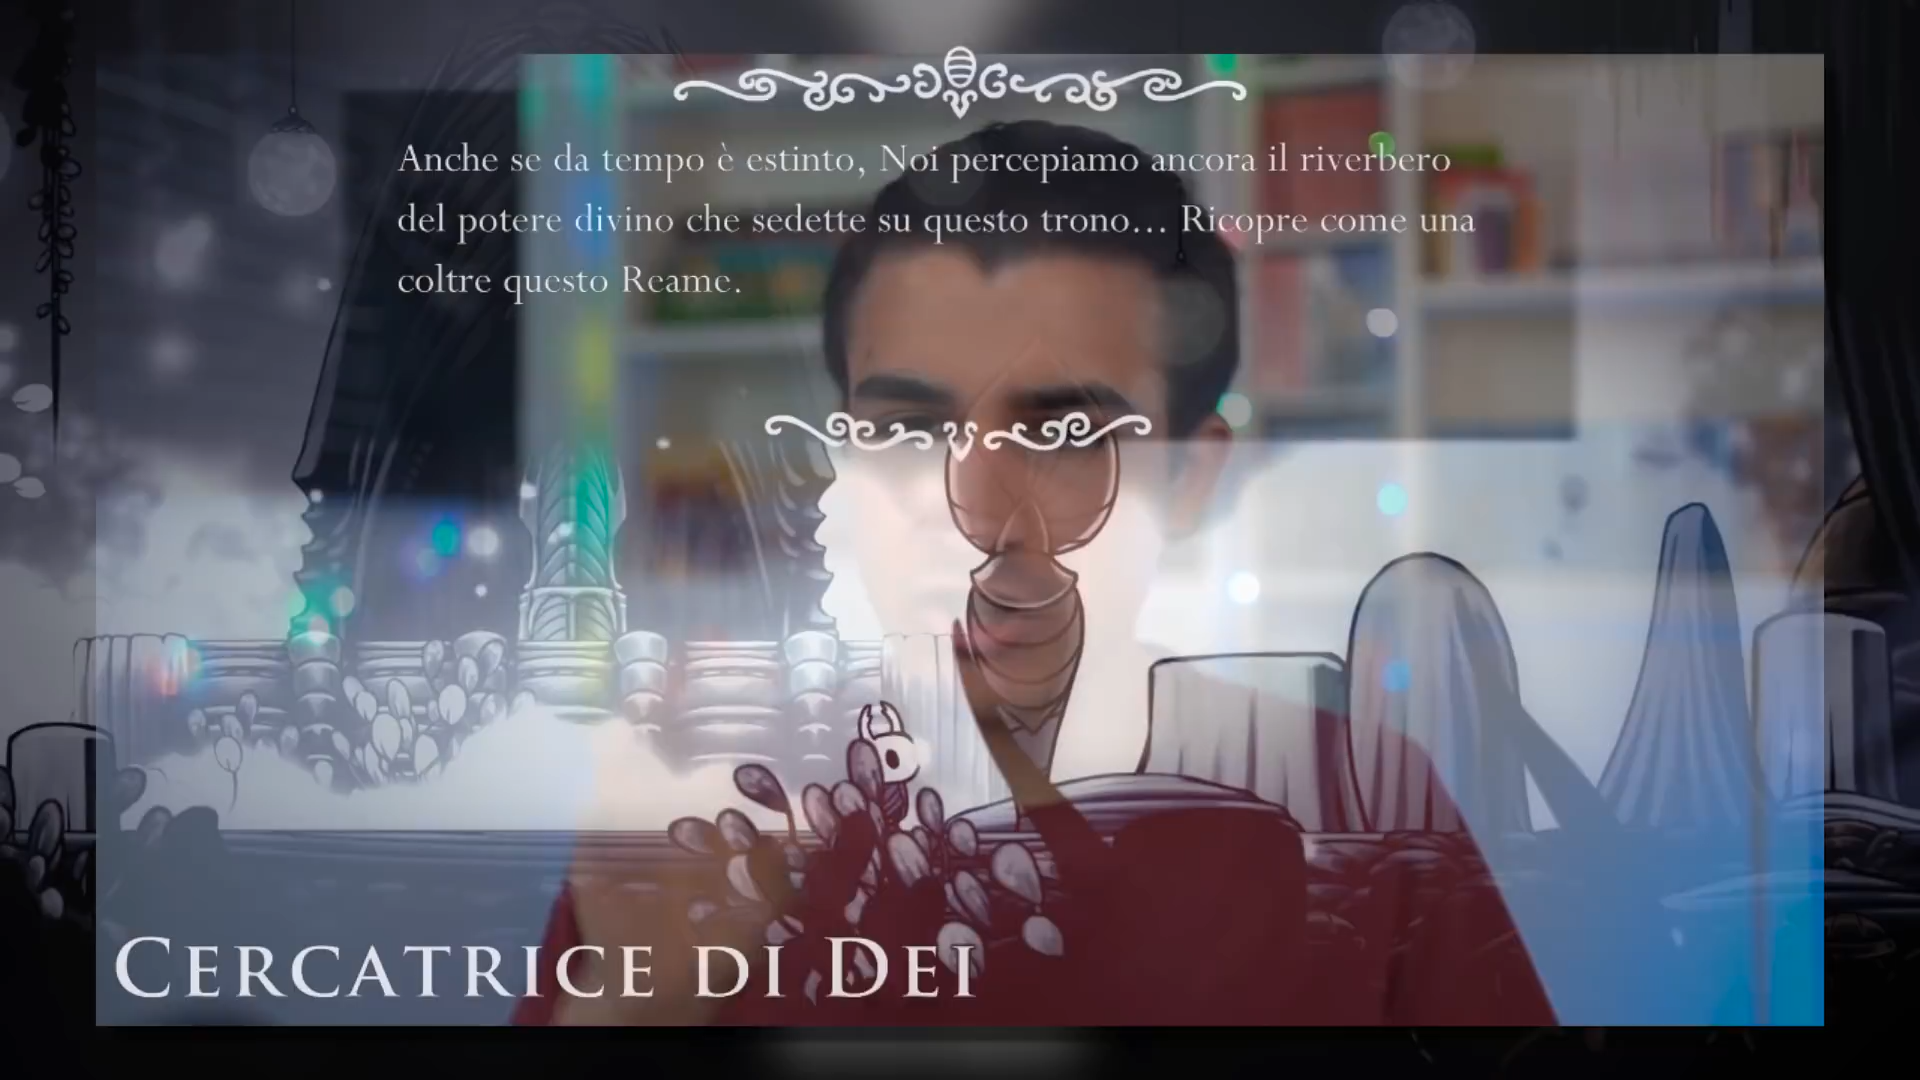 Anche se da tempo è estinto, Noi percepiamo ancora il riverbero
del potere divino che sedette su questo trono... Ricopre come una
coltre questo Reame.
Cercatrice di Dei